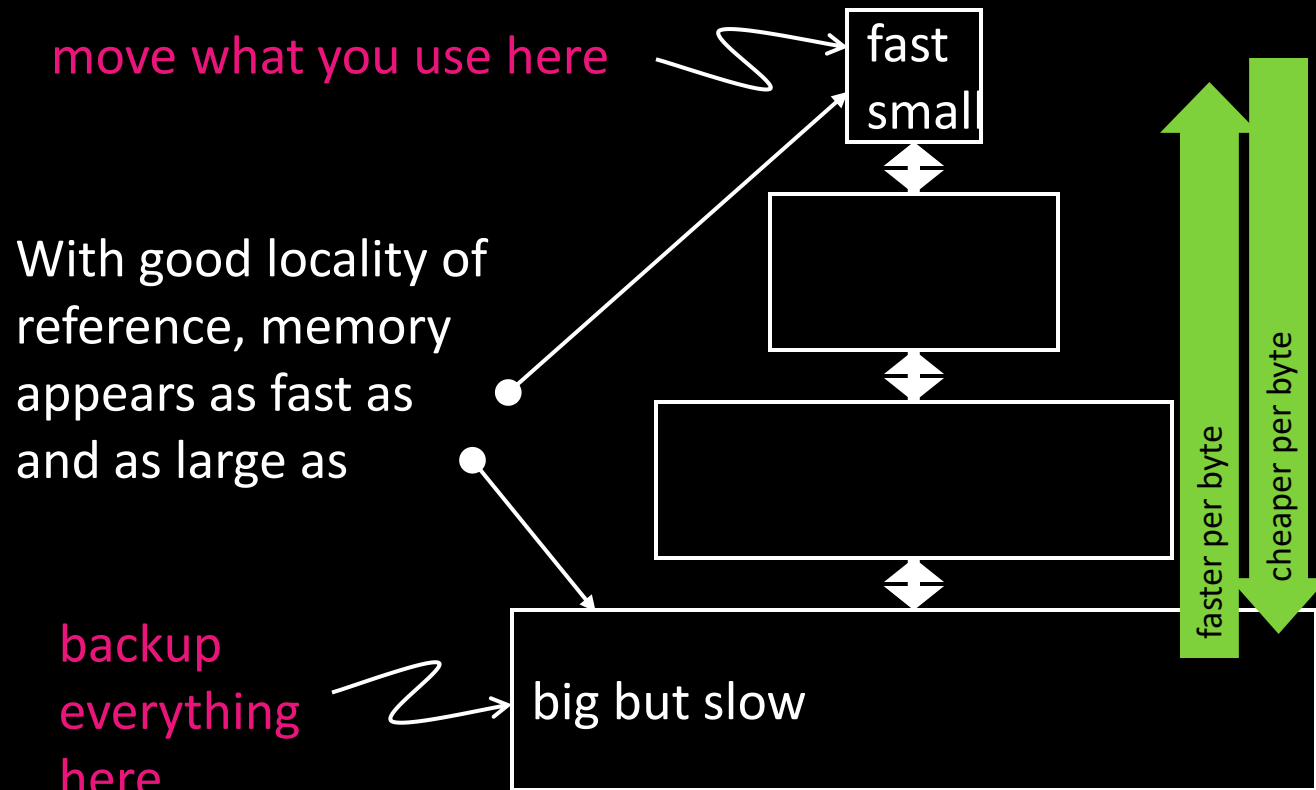 move what you use here
fast
small
With good locality of
reference, memory
appears as fast as
and as large as
faster per byte
cheaper per byte
backup
everything
here
big but slow